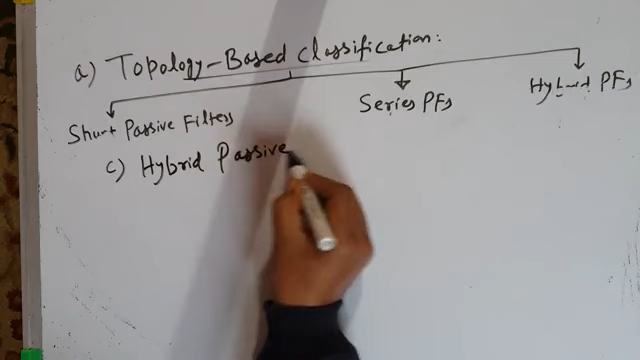 a) Topology-Based Classification:
Shunt Passive Filters
Series PFs
Hybrid PFs
c) Hybrid Passive